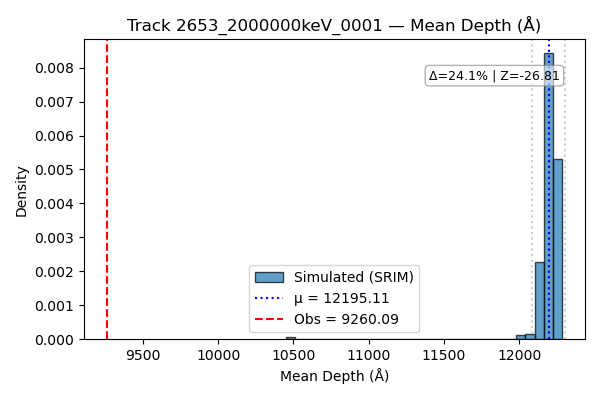 Track 2653_2000000keV_0001 — Mean Depth (Å)
Δ=24.1% | Z=-26.81
0.008
0.007
0.006
0.005
0.004
0.003
0.002
0.001
0.000
Density
Simulated (SRIM)
μ = 12195.11
Obs = 9260.09
9500
10000
10500
11000
11500
12000
Mean Depth (Å)